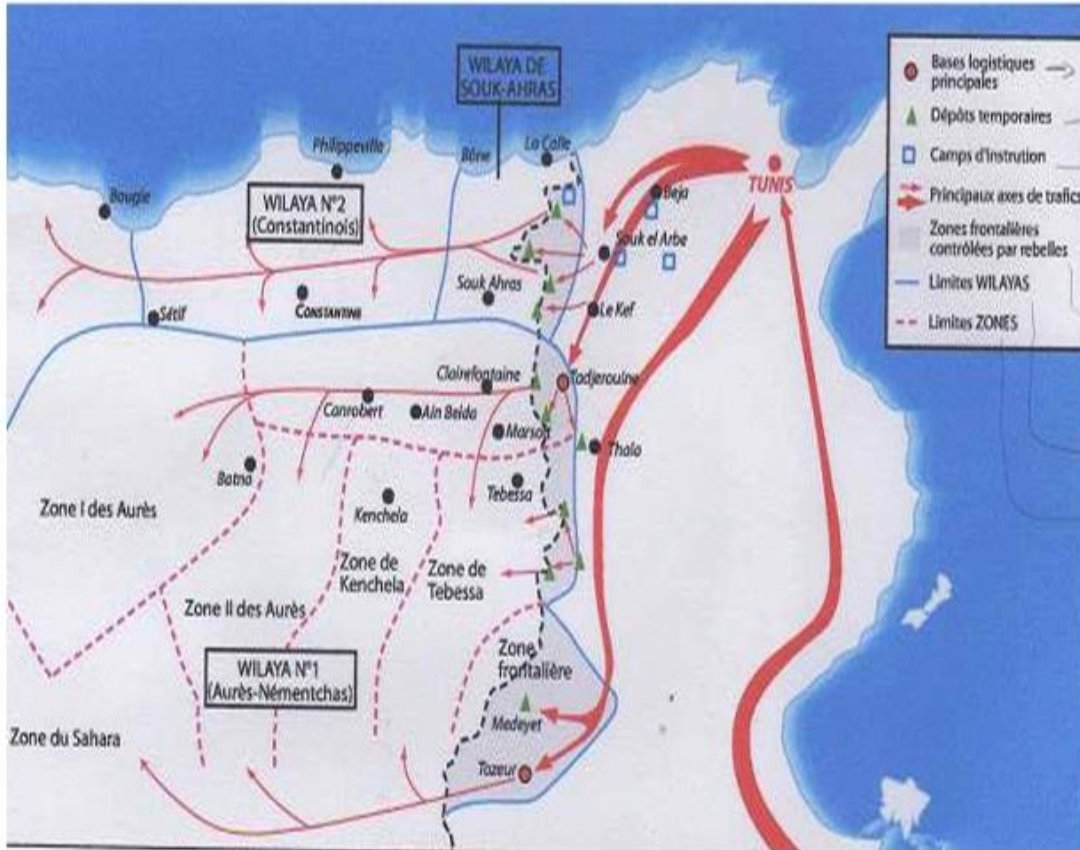 WILAYA DE
SOUK-AHRAS
Bases logistiques
principales
Dépôts temporaires
Camps d'instrution
Principaux axes de trafics
Zones frontalières
contrôlées par rebelles
Limites WILAYAS
Limites ZONES
Philippeville
Bône
La Calle
TUNIS
Bougie
WILAYA N°2
(Constantinois)
Beja
Souk el Arbe
Souk Ahras
CONSTANTINE
Le Kef
Sétif
Clairefontaine
Tadjerouine
Canrobert
Ain Beida
Marsott
Thala
Batna
Tebessa
Kenchela
Zone I des Aurès
Zone de
Kenchela
Zone de
Tebessa
Zone II des Aurès
Zone
frontalière
WILAYA N°1
(Aurès-Némentchas)
Medeyet
Zone du Sahara
Tozeur